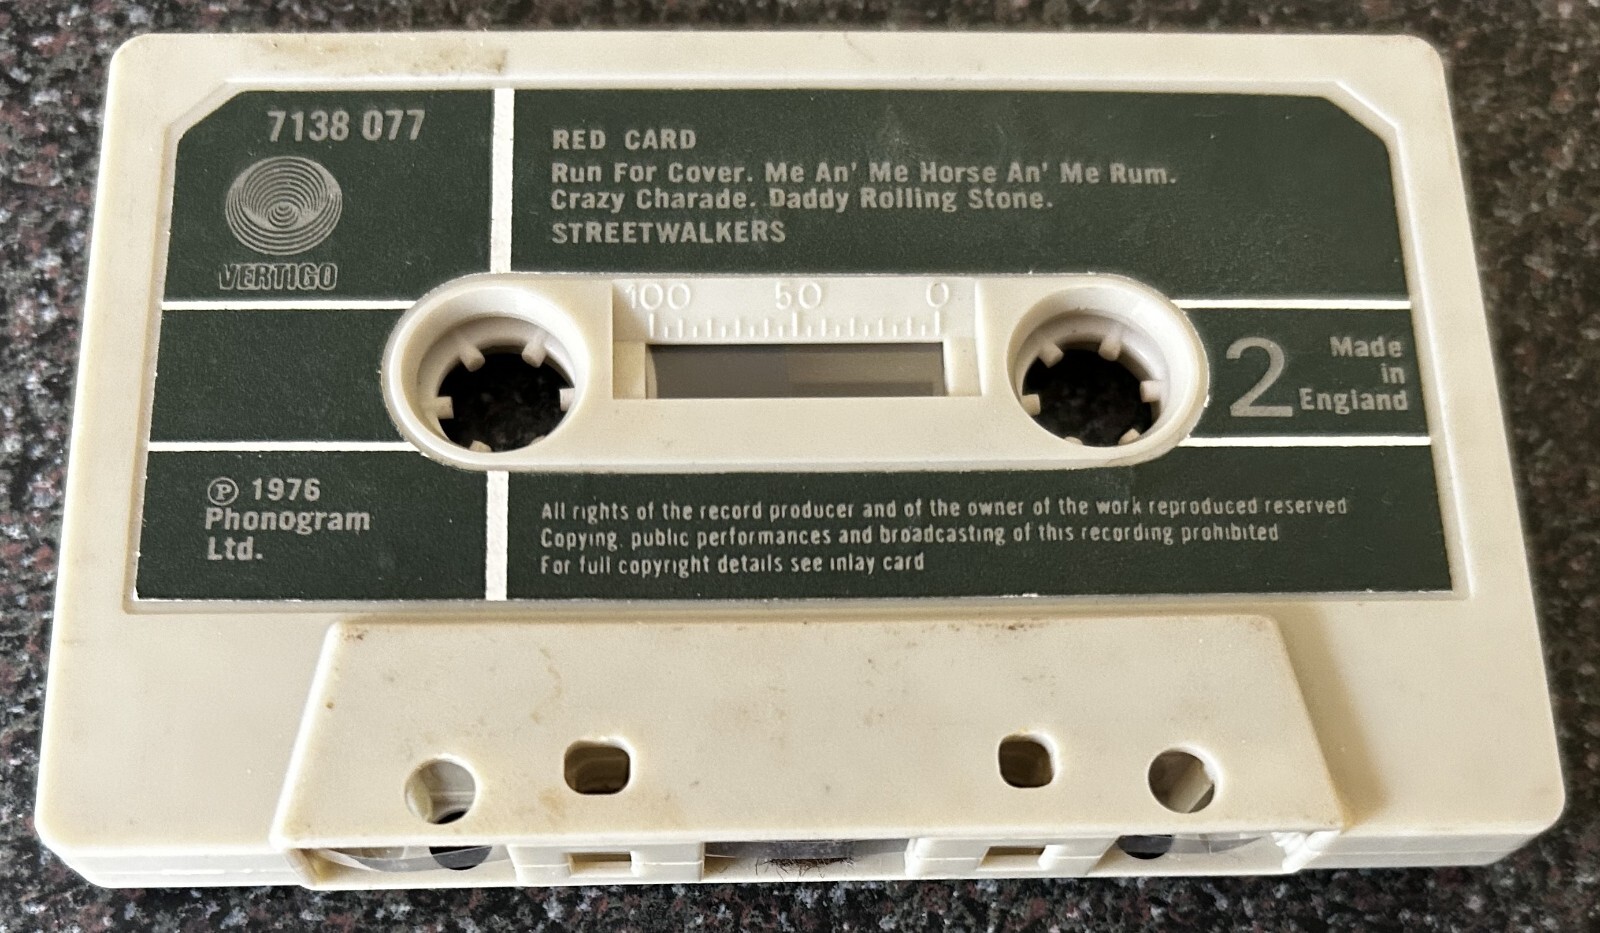 7138 077
VERTIGO
RED CARD
Run For Cover. Me An' Me Horse An' Me Rum.
Crazy Charade. Daddy Rolling Stone.
STREETWALKERS
100 50 0
2
Made
in
England
Ⓟ 1976
Phonogram
Ltd.
All rights of the record producer and of the owner of the work reproduced reserved
Copying, public performances and broadcasting of this recording prohibited
For full copyright details see inlay card